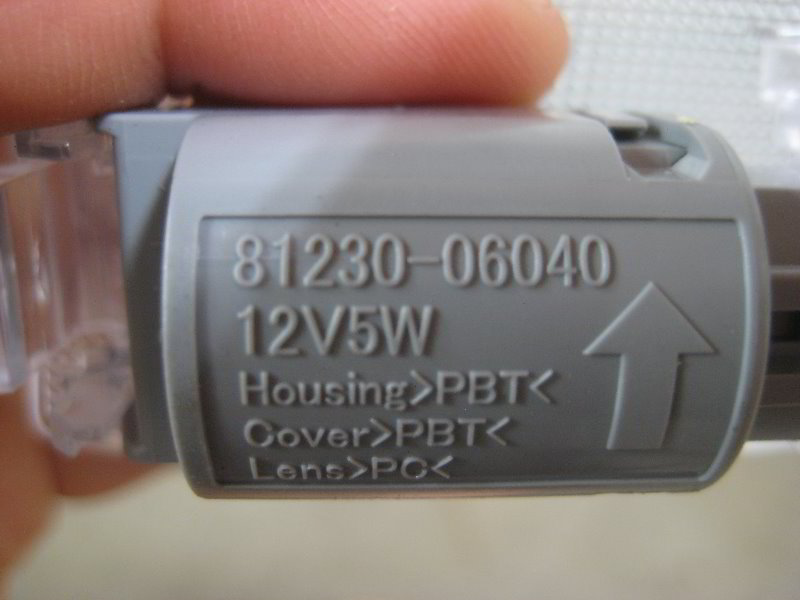 81230-06040
12V5W
Housing>PBT<
Cover>PBT<
Lens>PC<